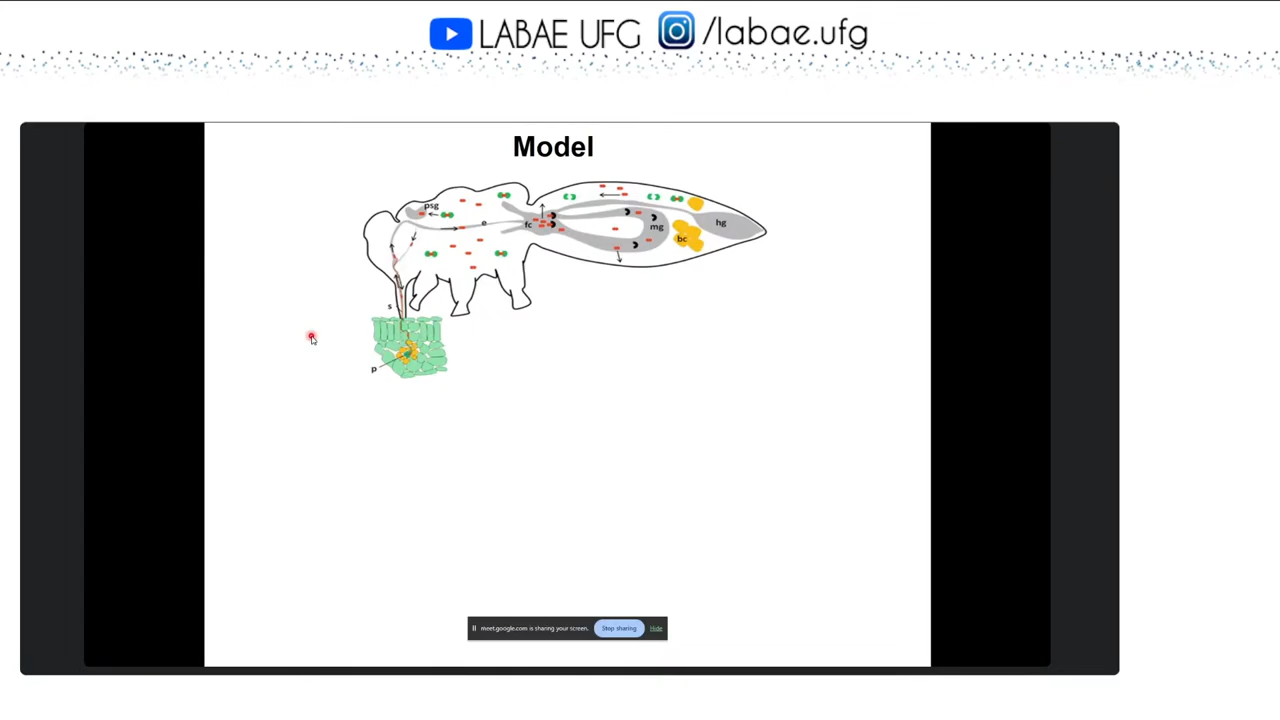 LABAE UFG /labae.ufg
Model
psg
e
fc
mg
hg
bc
s
p
meet.google.com is sharing your screen. Stop sharing Hide